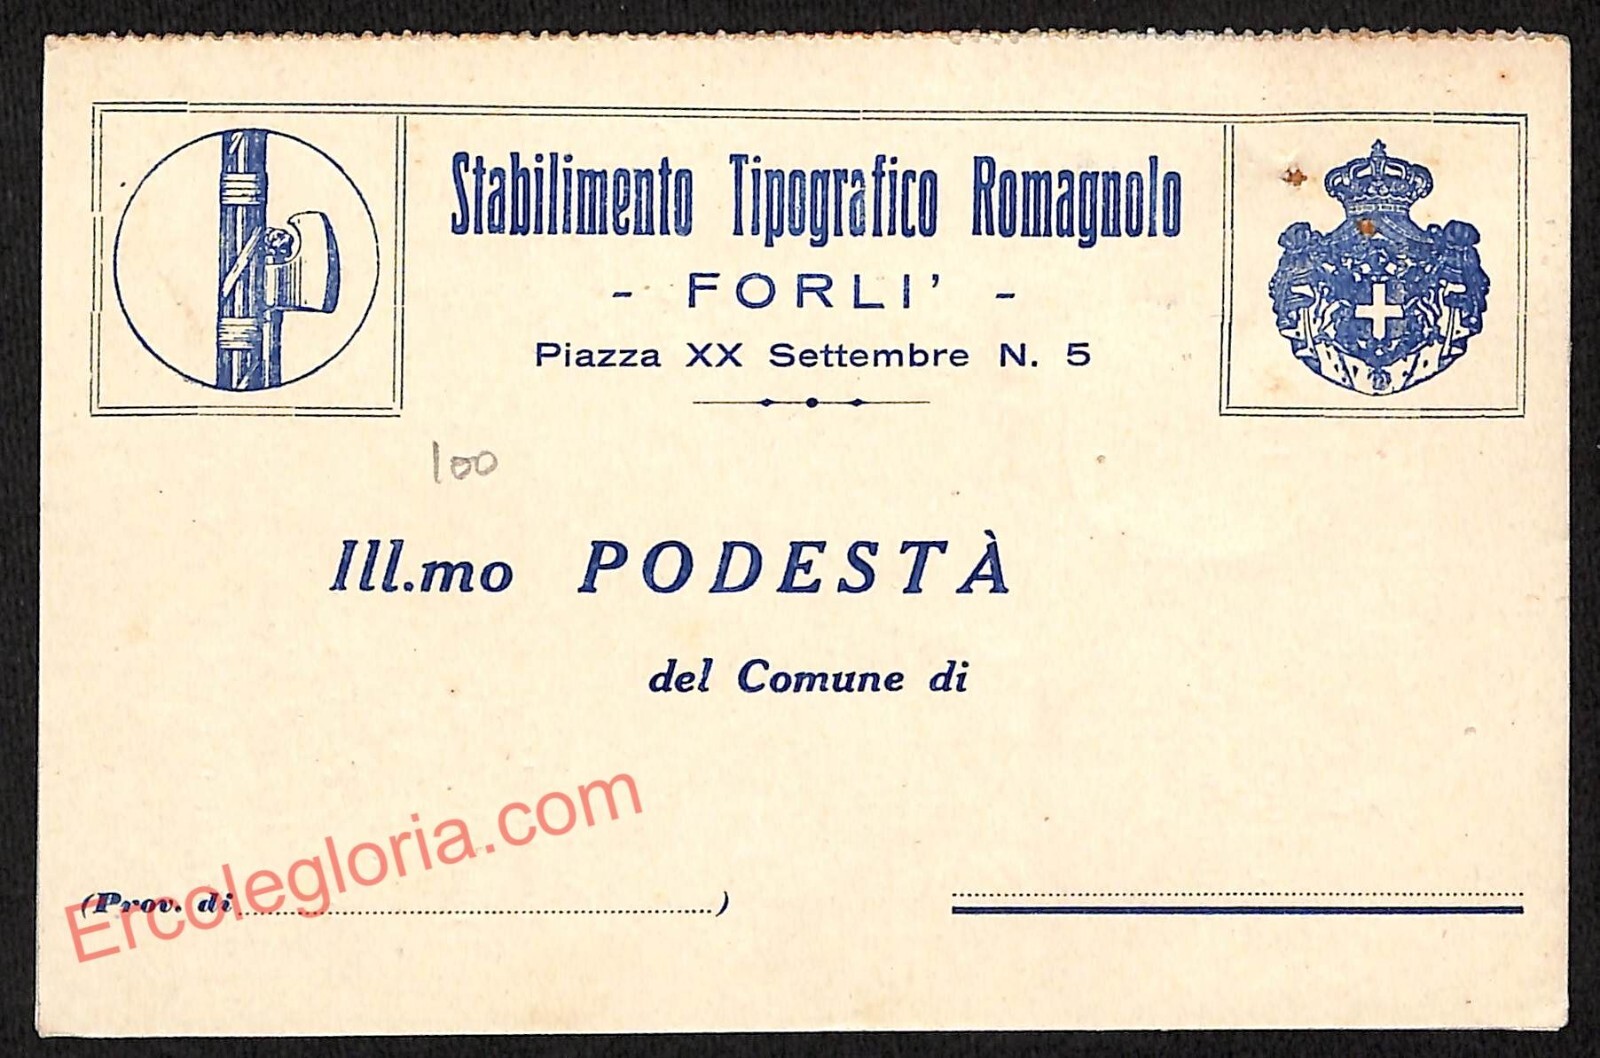 Stabilimento Tipografico Romagnolo
- FORLI' -
Piazza XX Settembre N. 5
100
Ill.mo PODESTÀ
del Comune di
(Prov. di ........................ )
Ercolegloria.com